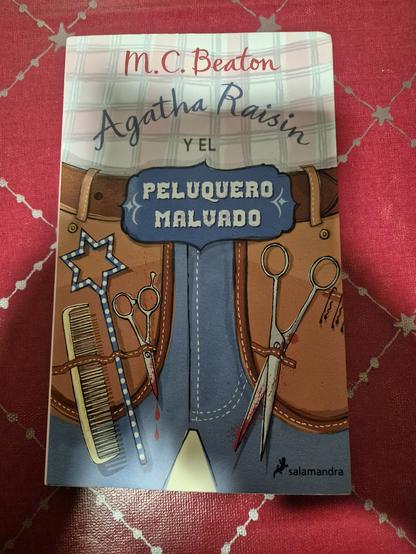 M.C. Beaton
Agatha Raisin
Y EL
PELUQUERO
MALVADO
salamandra